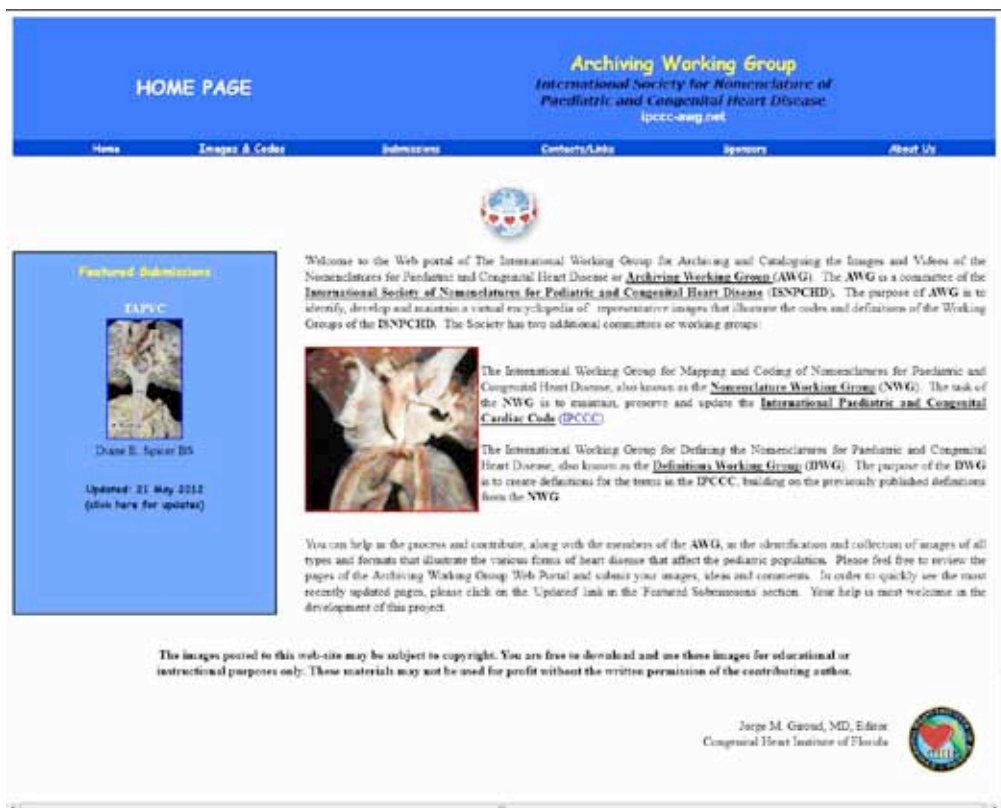 HOME PAGE
Archiving Working Group
International Society for Nomenclature of
Paediatric and Congenital Heart Disease
ipccc-awg.net
Home Images & Codes Submissions Contacts/Links Sponsors About Us
Featured Submissions
TAPVC
Diane E. Spicer BS
Updated: 21 May 2012
(click here for updates)
Welcome to the Web portal of The International Working Group for Archiving and Cataloguing the Images and Videos of the
Nomenclatures for Paediatric and Congenital Heart Disease or Archiving Working Group (AWG). The AWG is a committee of the
International Society of Nomenclatures for Pediatric and Congenital Heart Disease (ISNPCHD). The purpose of AWG is to
identify, develop and maintain a virtual encyclopedia of representative images that illustrate the codes and definitions of the Working
Groups of the ISNPCHD. The Society has two additional committees or working groups:
The International Working Group for Mapping and Coding of Nomenclatures for Paediatric and
Congenital Heart Disease, also known as the Nomenclature Working Group (NWG). The task of
the NWG is to maintain, preserve and update the International Paediatric and Congenital
Cardiac Code (IPCCC).
The International Working Group for Defining the Nomenclatures for Paediatric and Congenital
Heart Disease, also known as the Definitions Working Group (DWG). The purpose of the DWG
is to create definitions for the terms in the IPCCC, building on the previously published definitions
from the NWG.
You can help in the process and contribute, along with the members of the AWG, in the identification and collection of images of all
types and formats that illustrate the various forms of heart disease that affect the pediatric population. Please feel free to review the
pages of the Archiving Working Group Web Portal and submit your images, ideas and comments. In order to quickly see the most
recently updated pages, please click on the 'Updated' link in the 'Featured Submissions' section. Your help is most welcome in the
development of this project.
The images posted to this web-site may be subject to copyright. You are free to download and use these images for educational or
instructional purposes only. These materials may not be used for profit without the written permission of the contributing author.
Jorge M. Giroud, MD, Editor
Congenital Heart Institute of Florida